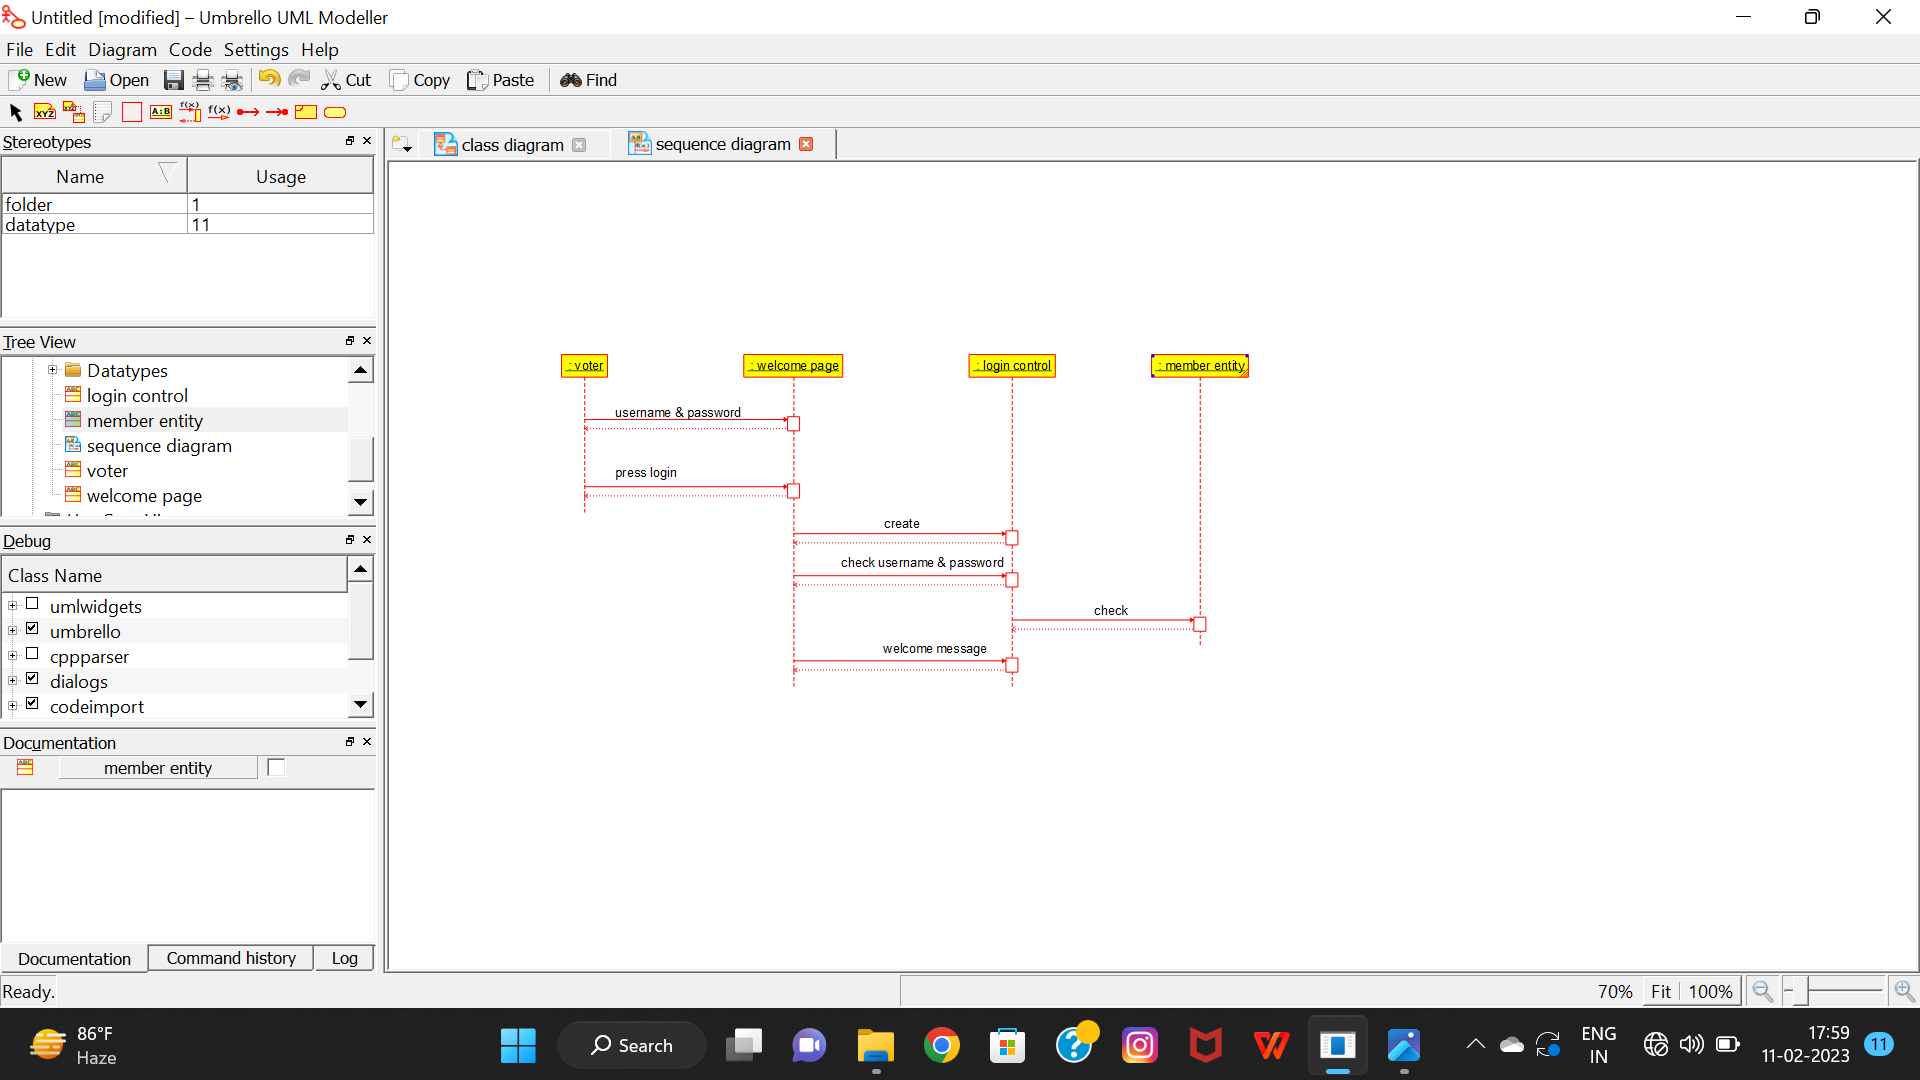 Untitled [modified] – Umbrello UML Modeller
File Edit Diagram Code Settings Help
New Open Cut Copy Paste Find
XYZ XYZ A:B f(x) f(x)
Stereotypes
Name Usage
folder 1
datatype 11
Tree View
Datatypes
login control
member entity
sequence diagram
voter
welcome page
Debug
Class Name
umlwidgets
umbrello
cppparser
dialogs
codeimport
Documentation
member entity
Documentation Command history Log
class diagram sequence diagram
: voter : welcome page : login control : member entity
username & password
press login
create
check username & password
check
welcome message
Ready.
70% Fit 100%
86°F
Haze
Search
ENG
IN
17:59
11-02-2023
11